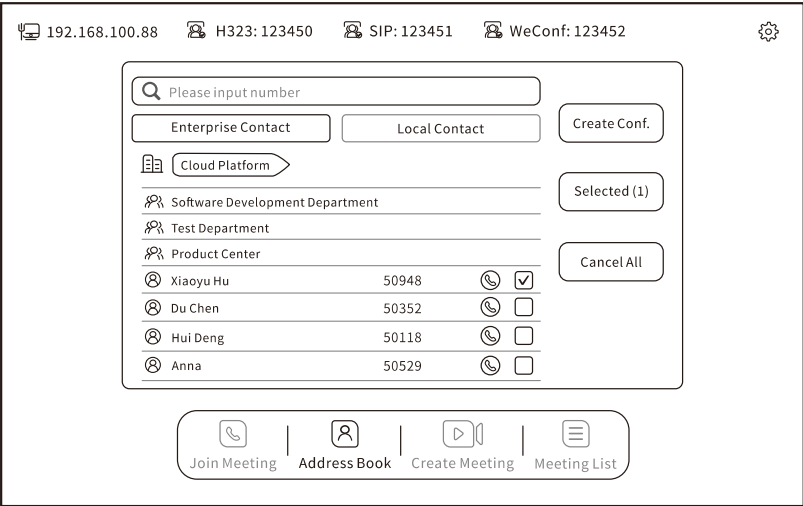 192.168.100.88 H323: 123450 SIP: 123451 WeConf: 123452
Please input number
Enterprise Contact Local Contact Create Conf.
Cloud Platform
Selected (1)
Software Development Department
Test Department
Product Center
Cancel All
Xiaoyu Hu 50948
Du Chen 50352
Hui Deng 50118
Anna 50529
Join Meeting Address Book Create Meeting Meeting List